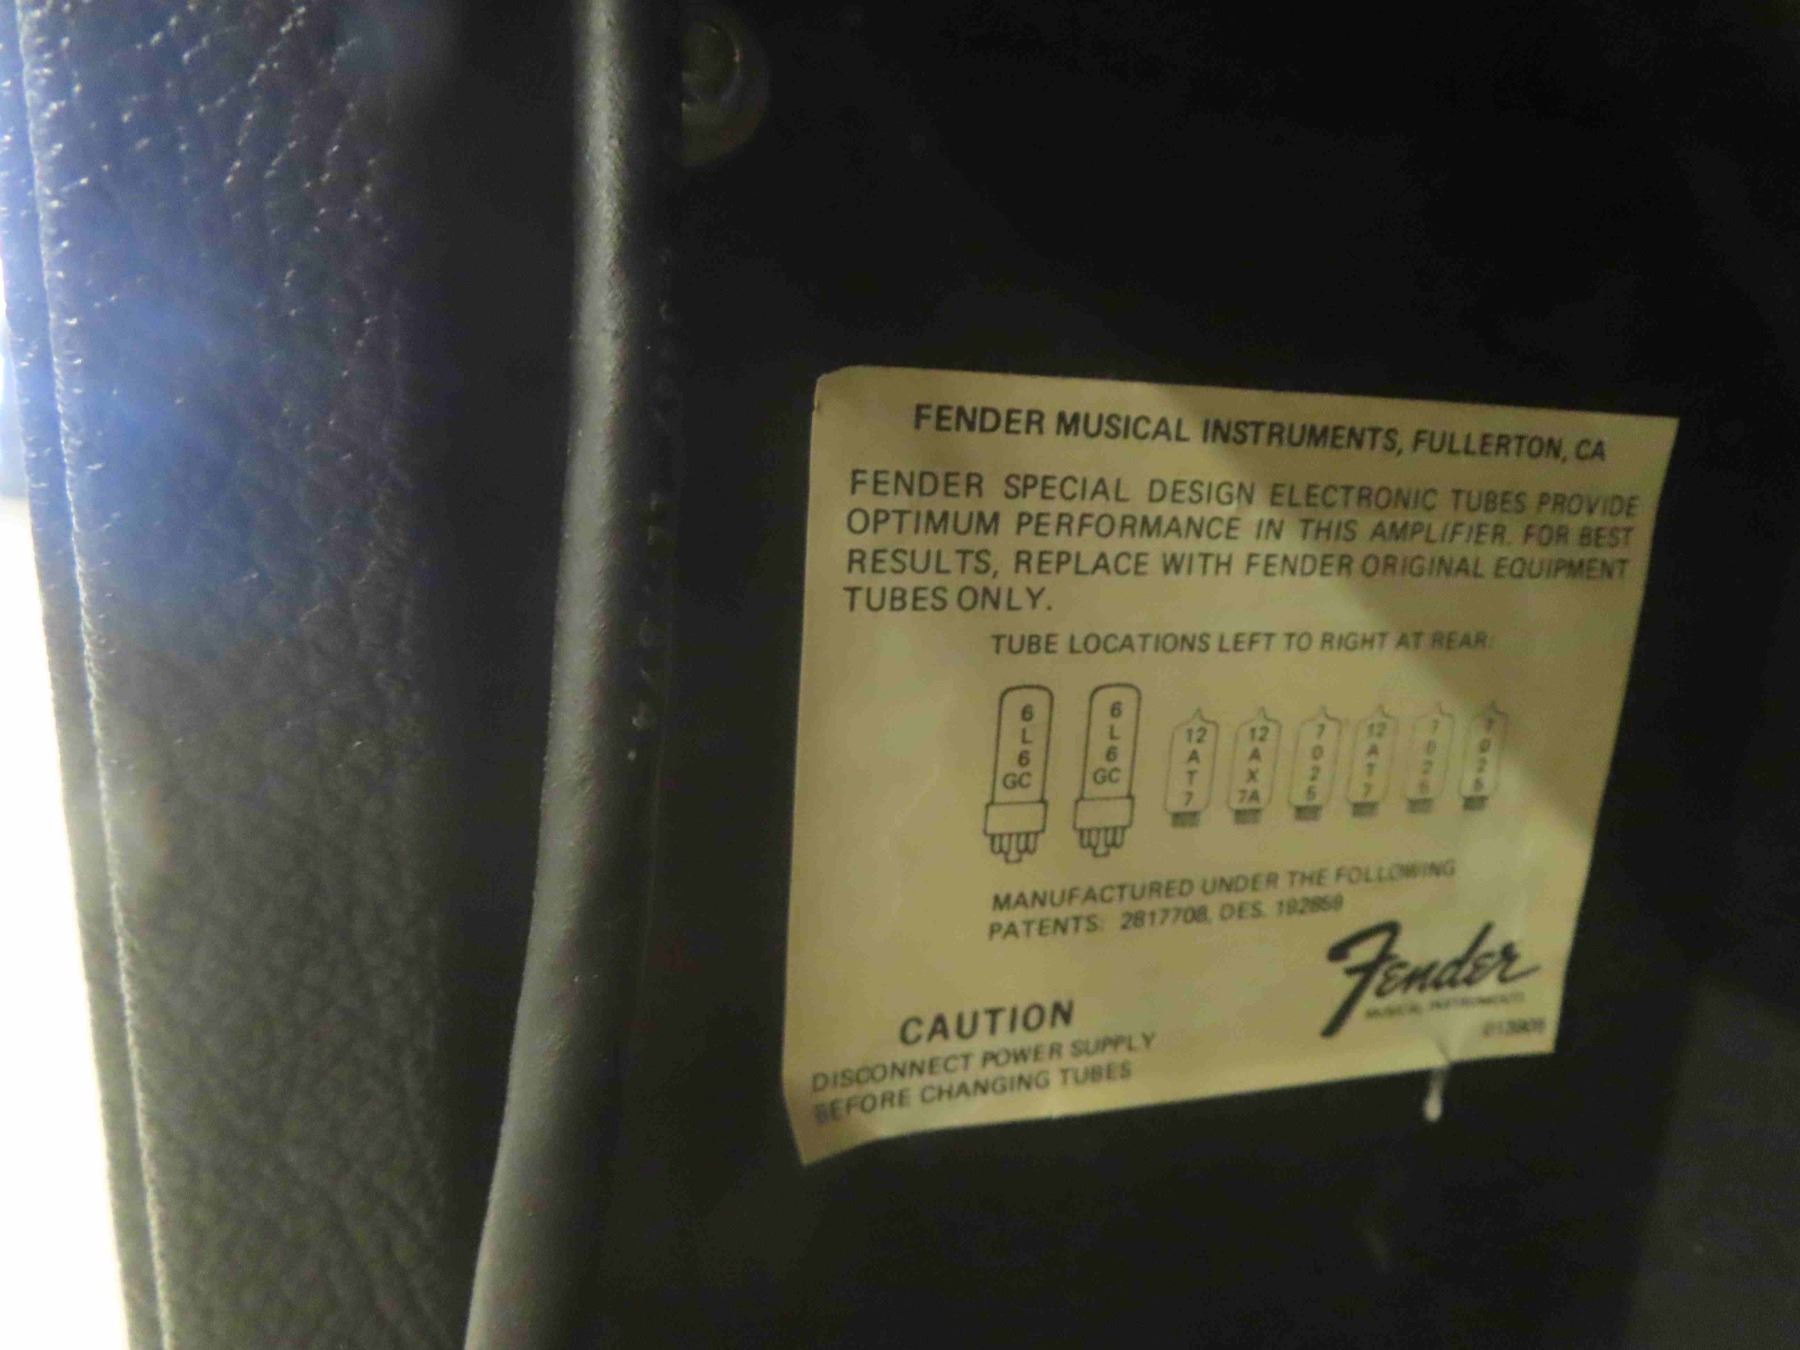 FENDER MUSICAL INSTRUMENTS, FULLERTON, CA
FENDER SPECIAL DESIGN ELECTRONIC TUBES PROVIDE
OPTIMUM PERFORMANCE IN THIS AMPLIFIER. FOR BEST
RESULTS, REPLACE WITH FENDER ORIGINAL EQUIPMENT
TUBES ONLY.
TUBE LOCATIONS LEFT TO RIGHT AT REAR:
6L6GC 6L6GC 12AT7 12AX7A 7025 12AT7 7025 7025
MANUFACTURED UNDER THE FOLLOWING
PATENTS: 2817708, DES. 192859
Fender
MUSICAL INSTRUMENTS
CAUTION
DISCONNECT POWER SUPPLY
BEFORE CHANGING TUBES